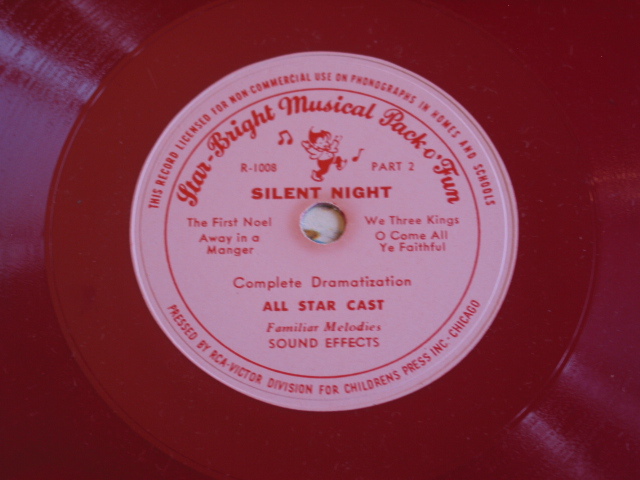 THIS RECORD LICENSED FOR NON COMMERCIAL USE ON PHONOGRAPHS IN HOMES AND SCHOOLS
Star-Bright Musical Pack o' Fun
R-1008 PART 2
SILENT NIGHT
The First Noel
Away in a
Manger
We Three Kings
O Come All
Ye Faithful
Complete Dramatization
ALL STAR CAST
Familiar Melodies
SOUND EFFECTS
PRESSED BY RCA-VICTOR DIVISION FOR CHILDRENS PRESS INC.-CHICAGO